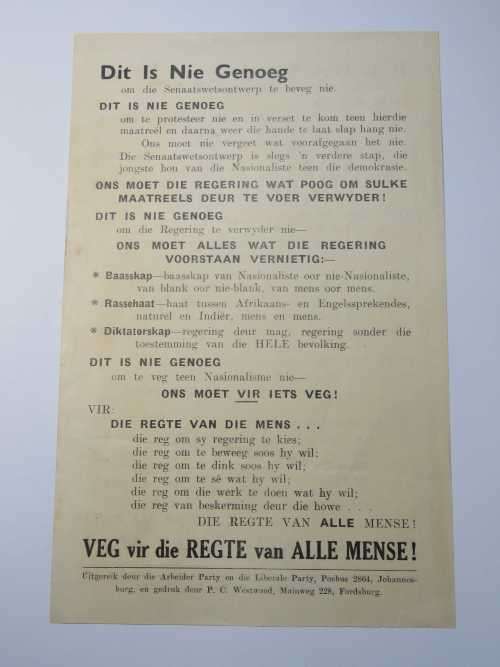 Dit Is Nie Genoeg
om die Senaatswetsontwerp te beveg nie.
DIT IS NIE GENOEG
om te protesteer nie en in verset te kom teen hierdie
maatreël en daarna weer die hande te laat slap hang nie.
Ons moet nie vergeet wat voorafgegaan het nie.
Die Senaatswetsontwerp is slegs 'n verdere stap, die
jongste hou van die Nasionaliste teen die demokrasie.
ONS MOET DIE REGERING WAT POOG OM SULKE
MAATREELS DEUR TE VOER VERWYDER!
DIT IS NIE GENOEG
om die Regering te verwyder nie—
ONS MOET ALLES WAT DIE REGERING
VOORSTAAN VERNIETIG:—
* Baasskap—baasskap van Nasionaliste oor nie-Nasionaliste,
van blank oor nie-blank, van mens oor mens.
* Rassehaat—haat tussen Afrikaans- en Engelssprekendes,
naturel en Indiër, mens en mens.
* Diktatorskap—regering deur mag, regering sonder die
toestemming van die HELE bevolking.
DIT IS NIE GENOEG
om te veg teen Nasionalisme nie—
ONS MOET VIR IETS VEG!
VIR:
DIE REGTE VAN DIE MENS . . .
die reg om sy regering te kies;
die reg om te beweeg soos hy wil;
die reg om te dink soos hy wil;
die reg om te sê wat hy wil;
die reg om die werk te doen wat hy wil;
die reg van beskerming deur die howe . . .
DIE REGTE VAN ALLE MENSE!
VEG vir die REGTE van ALLE MENSE!
Uitgereik deur die Arbeider Party en die Liberale Party, Posbus 2864, Johannes-
burg, en gedruk deur P. C. Westwood, Mainweg 228, Fordsburg.